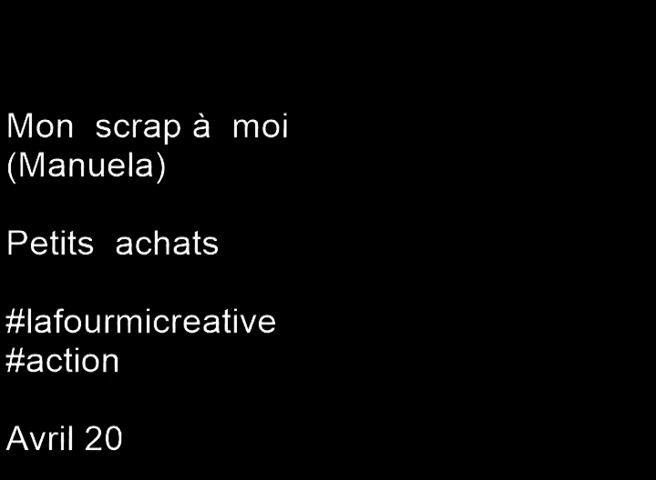 Mon scrap à moi
(Manuela)
Petits achats
#lafourmicreative
#action
Avril 20